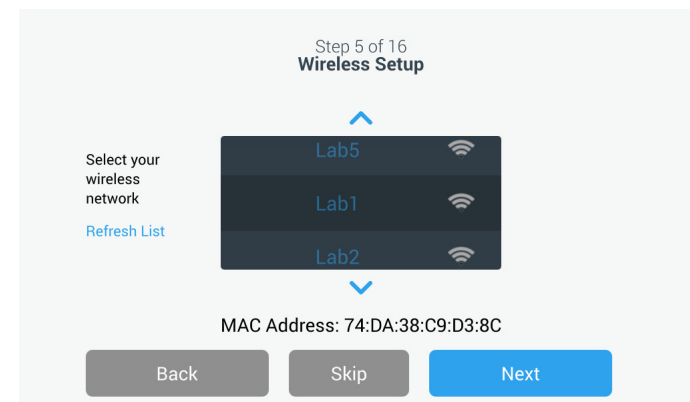 Step 5 of 16
Wireless Setup
Select your
wireless
network
Refresh List
Lab5
Lab1
Lab2
MAC Address: 74:DA:38:C9:D3:8C
Back
Skip
Next